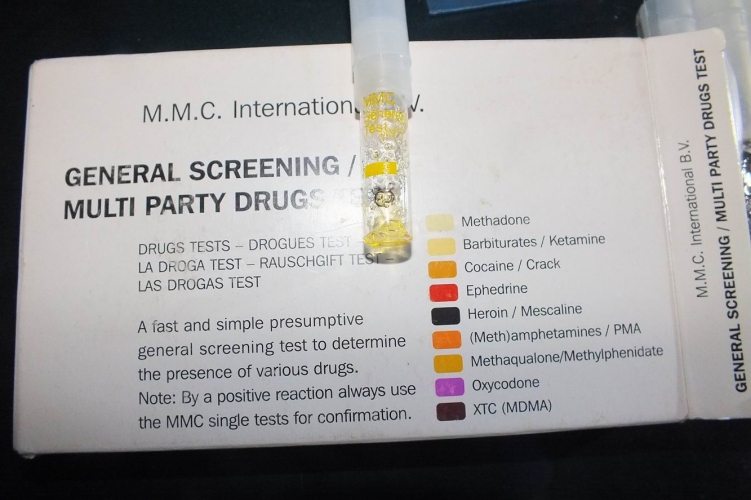 M.M.C. International V.
GENERAL SCREENING /
MULTI PARTY DRUGS
DRUGS TESTS – DROGUES TEST –
LA DROGA TEST – RAUSCHGIFT TEST –
LAS DROGAS TEST
A fast and simple presumptive
general screening test to determine
the presence of various drugs.
Note: By a positive reaction always use
the MMC single tests for confirmation.
MMC
General
Methadone
Barbiturates / Ketamine
Cocaine / Crack
Ephedrine
Heroin / Mescaline
(Meth)amphetamines / PMA
Methaqualone/Methylphenidate
Oxycodone
XTC (MDMA)
M.M.C. International B.V.
GENERAL SCREENING / MULTI PARTY DRUGS TEST